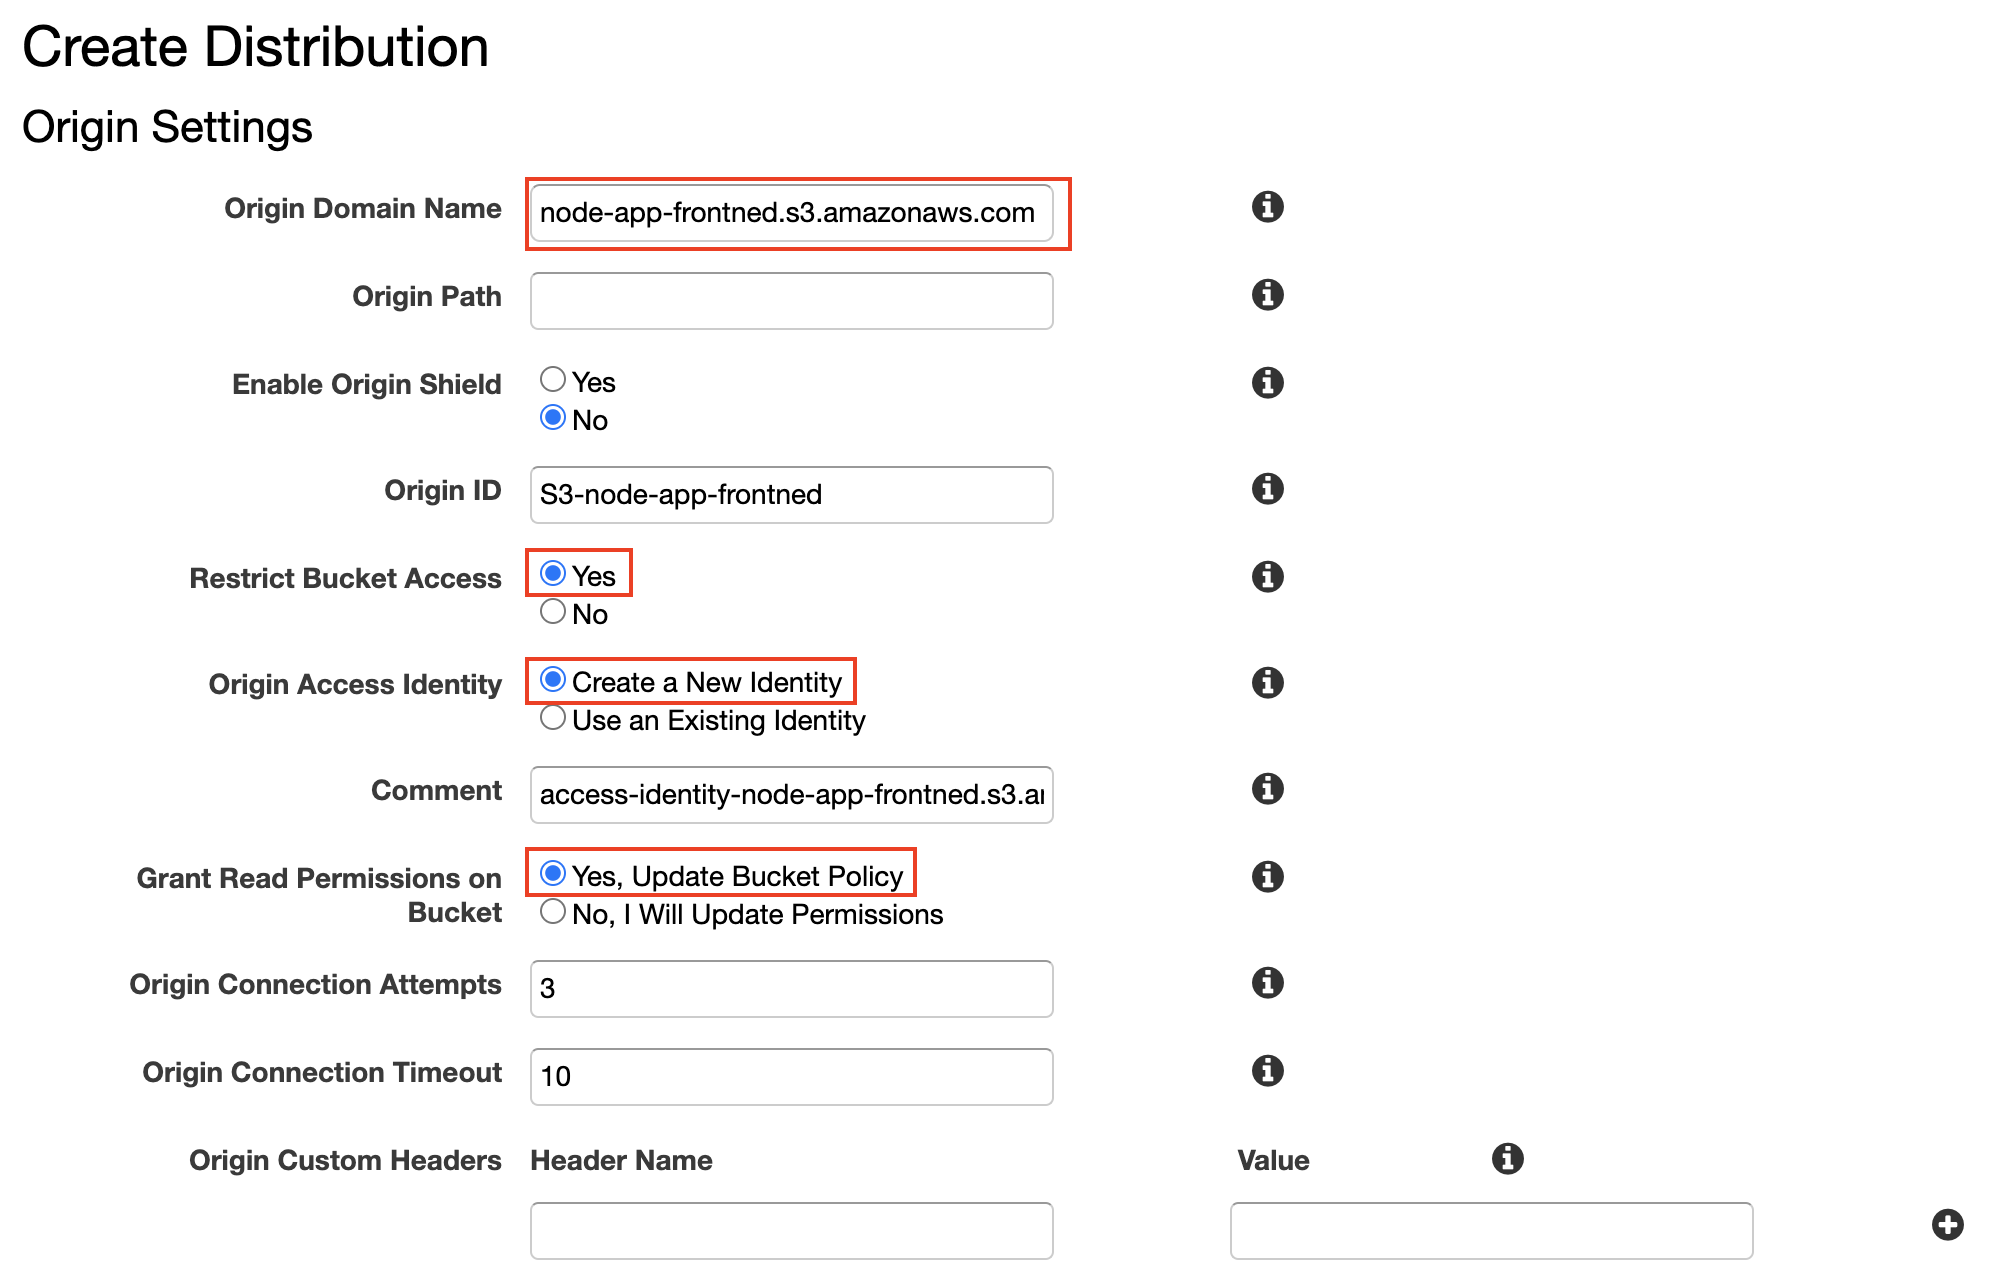 Create Distribution
Origin Settings
Origin Domain Name node-app-frontned.s3.amazonaws.com
Origin Path
Enable Origin Shield Yes
No
Origin ID S3-node-app-frontned
Restrict Bucket Access Yes
No
Origin Access Identity Create a New Identity
Use an Existing Identity
Comment access-identity-node-app-frontned.s3.a
Grant Read Permissions on Yes, Update Bucket Policy
Bucket No, I Will Update Permissions
Origin Connection Attempts 3
Origin Connection Timeout 10
Origin Custom Headers Header Name Value